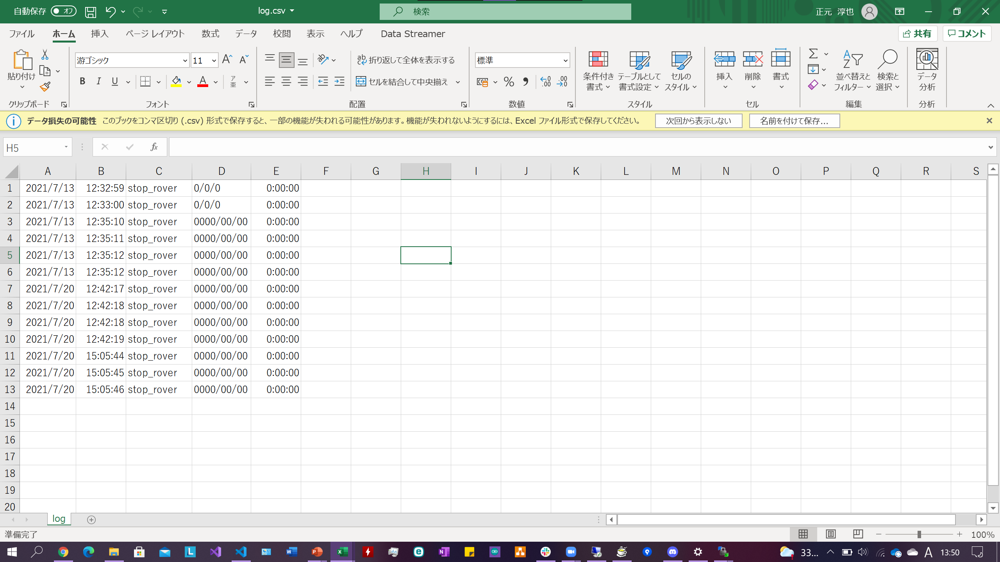 自動保存 オフ log.csv 検索 正元 淳也
ファイル ホーム 挿入 ページ レイアウト 数式 データ 校閲 表示 ヘルプ Data Streamer 共有 コメント
貼り付け 游ゴシック 11 折り返して全体を表示する 標準 条件付き書式 テーブルとして書式設定 セルのスタイル 挿入 削除 書式 並べ替えとフィルター 検索と選択 データ分析
B I U ア亜 セルを結合して中央揃え % 9
クリップボード フォント 配置 数値 スタイル セル 編集 分析
データ損失の可能性 このブックをコンマ区切り (.csv) 形式で保存すると、一部の機能が失われる可能性があります。機能が失われないようにするには、Excel ファイル形式で保存してください。 次回から表示しない 名前を付けて保存...
H5 fx
A B C D E F G H I J K L M N O P Q R S
1 2021/7/13 12:32:59 stop_rover 0/0/0 0:00:00
2 2021/7/13 12:33:00 stop_rover 0/0/0 0:00:00
3 2021/7/13 12:35:10 stop_rover 0000/00/00 0:00:00
4 2021/7/13 12:35:11 stop_rover 0000/00/00 0:00:00
5 2021/7/13 12:35:12 stop_rover 0000/00/00 0:00:00
6 2021/7/13 12:35:12 stop_rover 0000/00/00 0:00:00
7 2021/7/20 12:42:17 stop_rover 0000/00/00 0:00:00
8 2021/7/20 12:42:18 stop_rover 0000/00/00 0:00:00
9 2021/7/20 12:42:18 stop_rover 0000/00/00 0:00:00
10 2021/7/20 12:42:19 stop_rover 0000/00/00 0:00:00
11 2021/7/20 15:05:44 stop_rover 0000/00/00 0:00:00
12 2021/7/20 15:05:45 stop_rover 0000/00/00 0:00:00
13 2021/7/20 15:05:46 stop_rover 0000/00/00 0:00:00
14
15
16
17
18
19
20
log
準備完了 100%
33... A 13:50